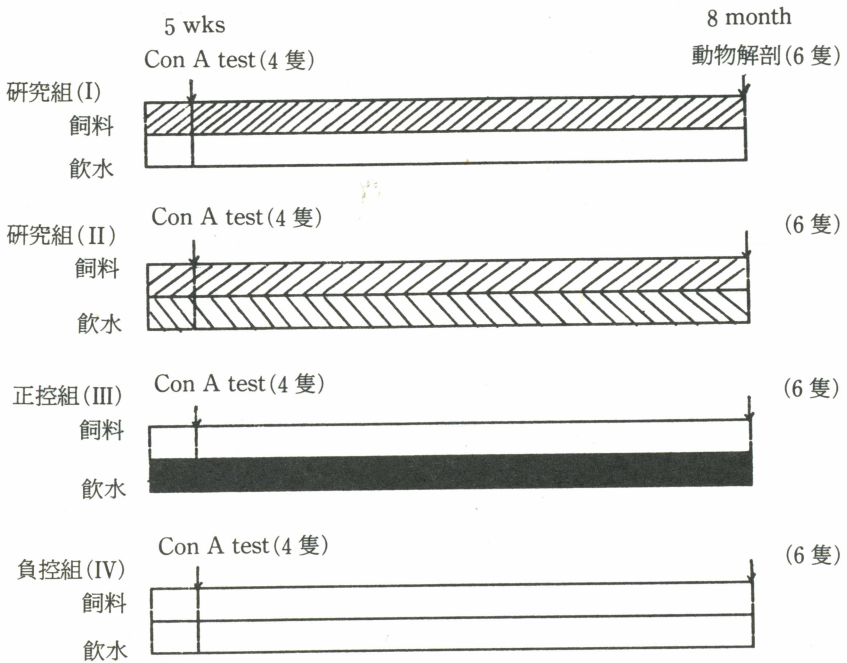 5 wks
8 month
Con A test(4 隻)
動物解剖(6 隻)
研究組(I)
飼料
飲水
Con A test(4 隻)
(6 隻)
研究組(II)
飼料
飲水
Con A test(4 隻)
(6 隻)
正控組(III)
飼料
飲水
Con A test(4 隻)
(6 隻)
負控組(IV)
飼料
飲水